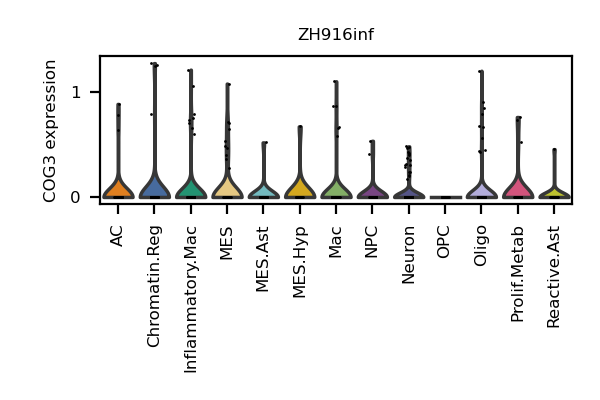 ZH916inf
COG3 expression
1
0
AC
Chromatin.Reg
Inflammatory.Mac
MES
MES.Ast
MES.Hyp
Mac
NPC
Neuron
OPC
Oligo
Prolif.Metab
Reactive.Ast